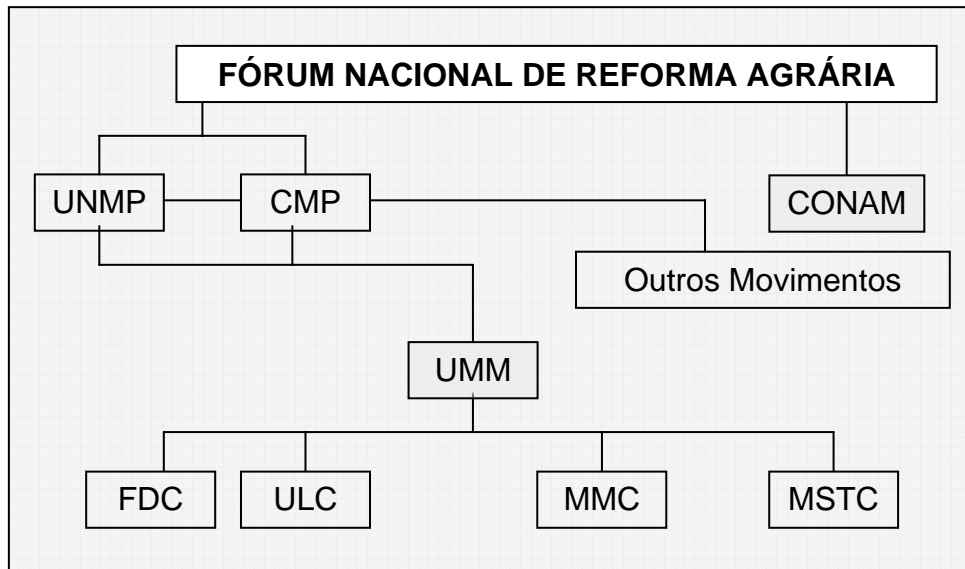 FÓRUM NACIONAL DE REFORMA AGRÁRIA
UNMP
CMP
CONAM
Outros Movimentos
UMM
FDC
ULC
MMC
MSTC